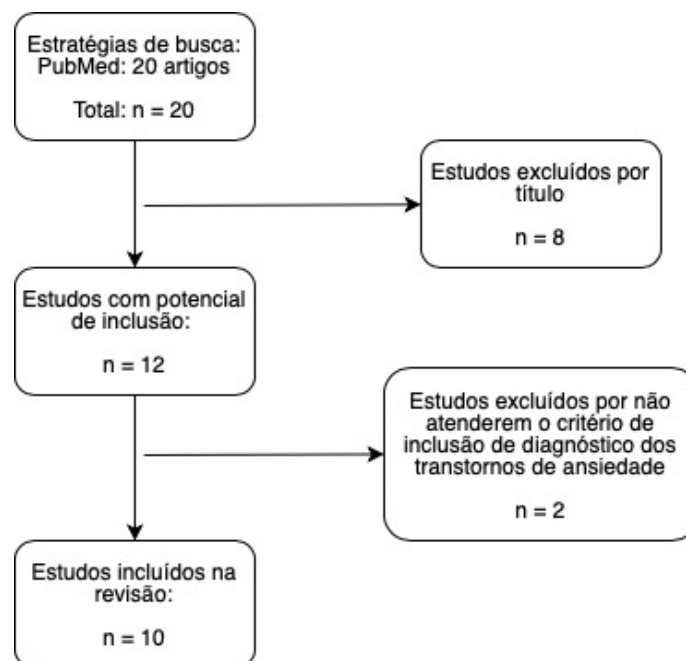 Estratégias de busca:
PubMed: 20 artigos
Total: n = 20
Estudos excluídos por
título
n = 8
Estudos com potencial
de inclusão:
n = 12
Estudos excluídos por não
atenderem o critério de
inclusão de diagnóstico dos
transtornos de ansiedade
n = 2
Estudos incluídos na
revisão:
n = 10